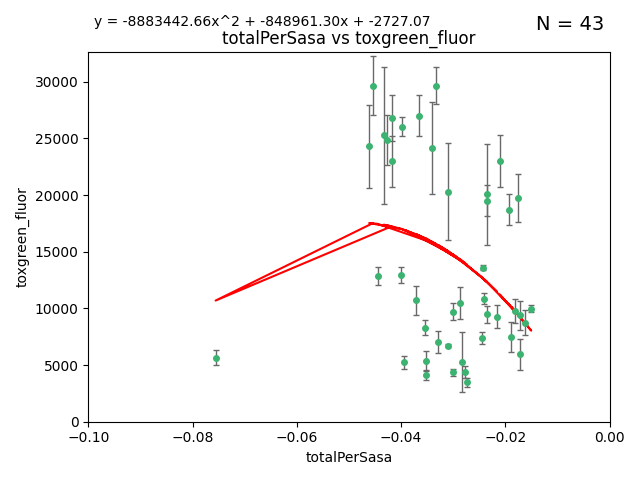 y = -8883442.66x^2 + -848961.30x + -2727.07
N = 43
totalPerSasa vs toxgreen_fluor
30000
25000
20000
15000
10000
5000
0
toxgreen_fluor
−0.10 −0.08 −0.06 −0.04 −0.02 0.00
totalPerSasa